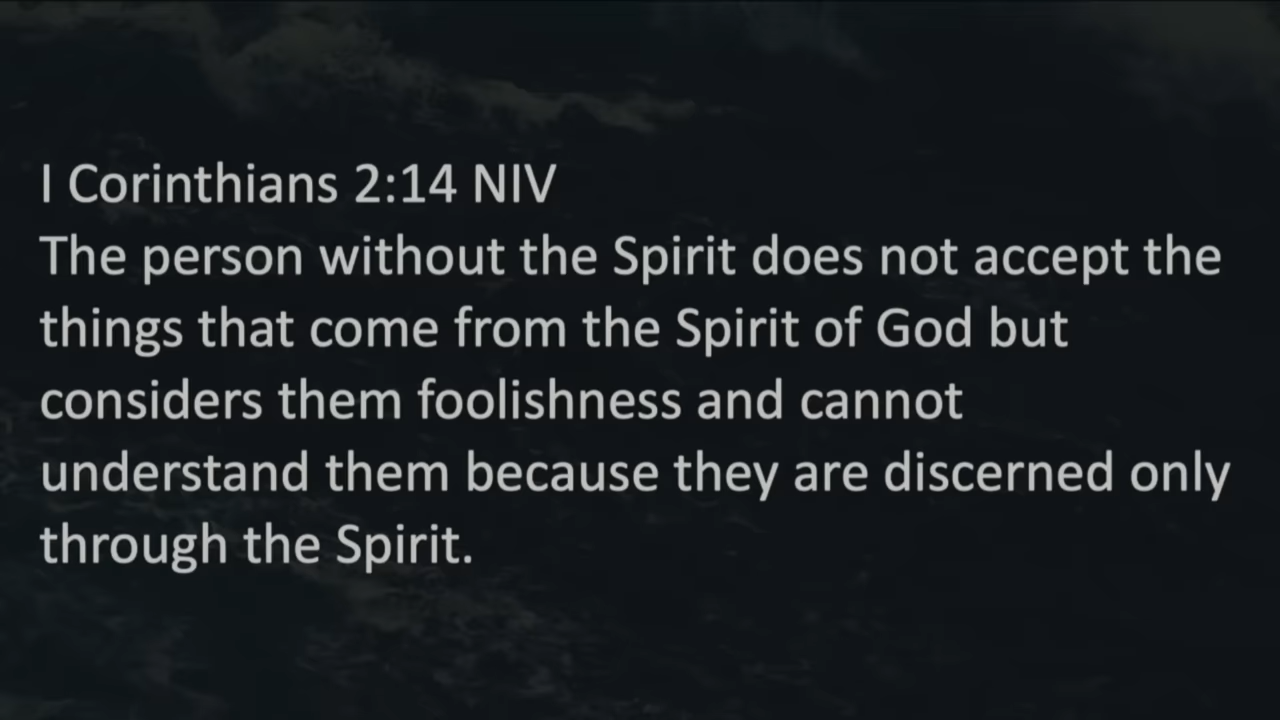 I Corinthians 2:14 NIV
The person without the Spirit does not accept the
things that come from the Spirit of God but
considers them foolishness and cannot
understand them because they are discerned only
through the Spirit.